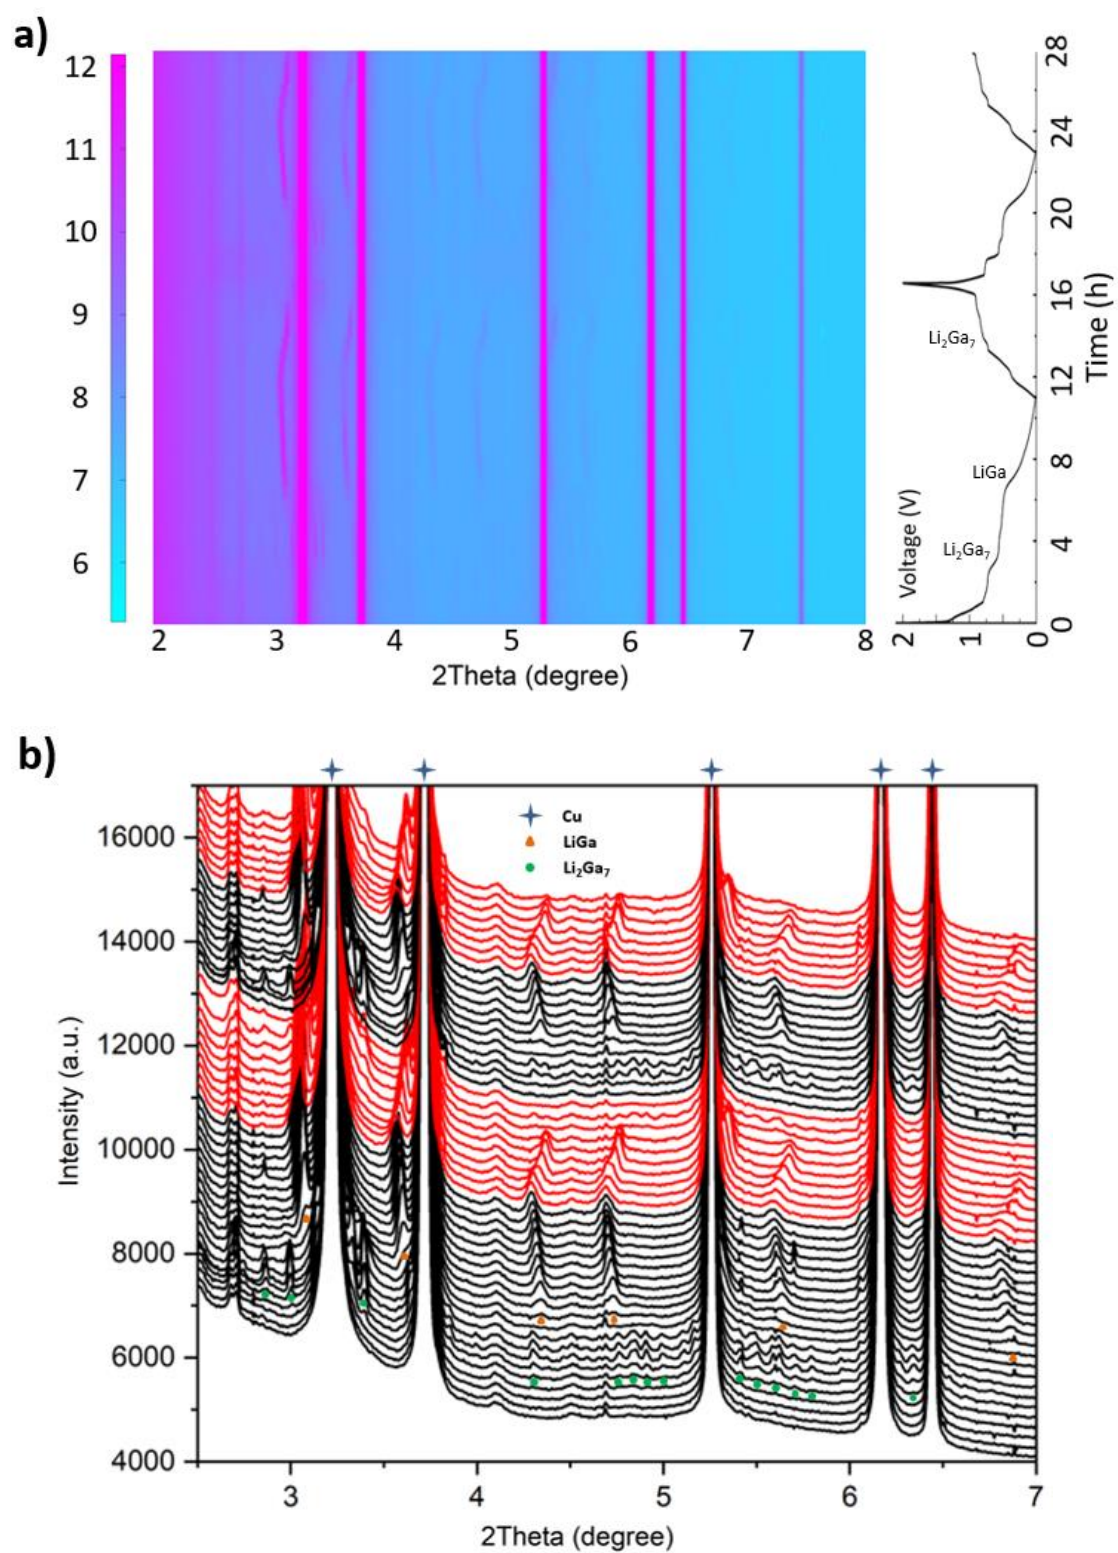 a)
12
11
10
9
8
7
6
2 3 4 5 6 7 8
2Theta (degree)
Li₂Ga₇
LiGa
Li₂Ga₇
Voltage (V)
2 1 0
0 4 8 12 16 20 24 28
Time (h)
b)
Cu
LiGa
Li₂Ga₇
16000
14000
12000
10000
8000
6000
4000
Intensity (a.u.)
3 4 5 6 7
2Theta (degree)